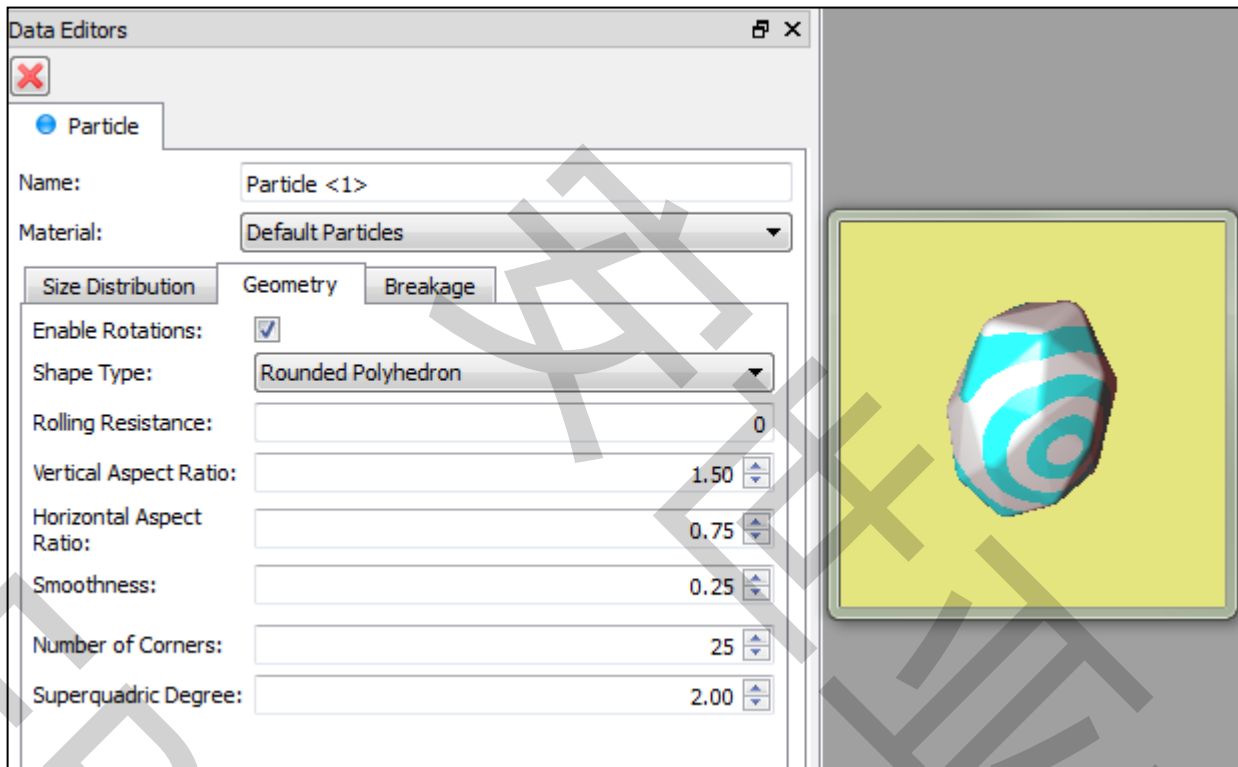 Data Editors
Particle
Name: Particle <1>
Material: Default Particles
Size Distribution Geometry Breakage
Enable Rotations:
Shape Type: Rounded Polyhedron
Rolling Resistance: 0
Vertical Aspect Ratio: 1.50
Horizontal Aspect
Ratio: 0.75
Smoothness: 0.25
Number of Corners: 25
Superquadric Degree: 2.00